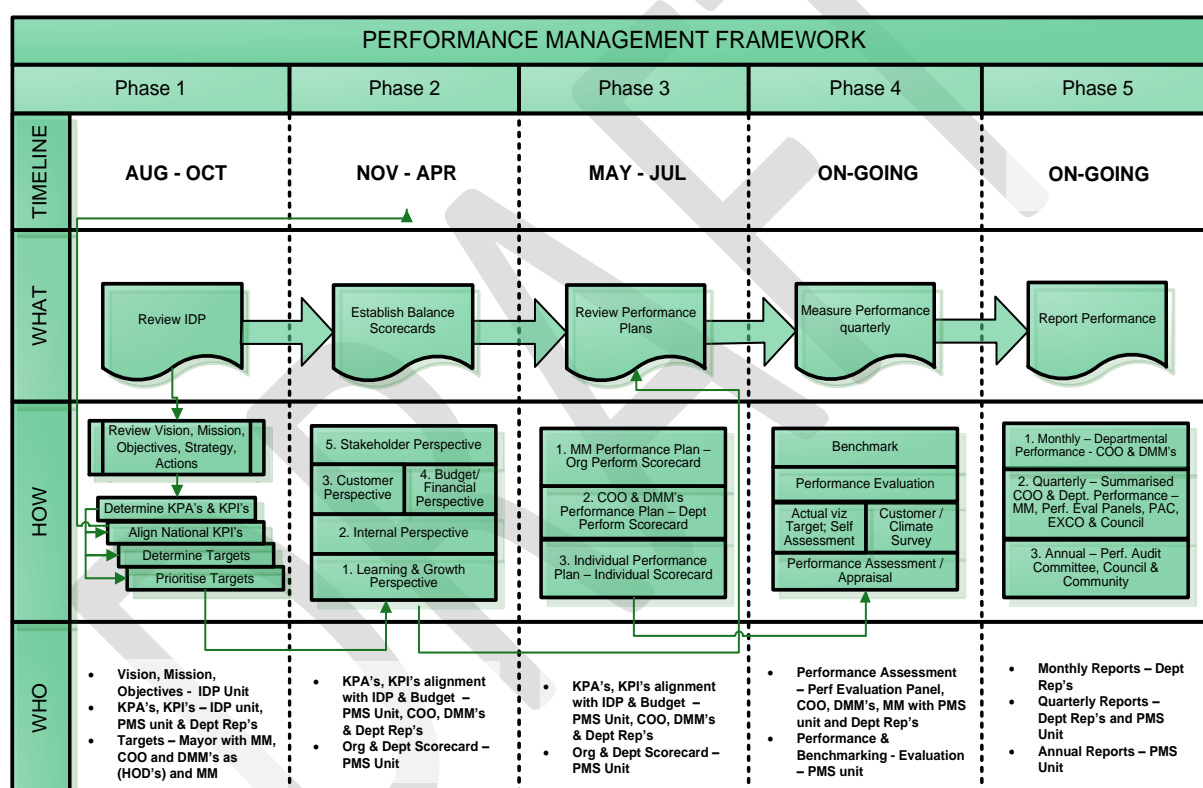 PERFORMANCE MANAGEMENT FRAMEWORK
Phase 1
Phase 2
Phase 3
Phase 4
Phase 5
TIMELINE
AUG - OCT
NOV - APR
MAY - JUL
ON-GOING
ON-GOING
WHAT
Review IDP
Establish Balance
Scorecards
Review Performance
Plans
Measure Performance
quarterly
Report Performance
HOW
Review Vision, Mission,
Objectives, Strategy,
Actions
Determine KPA's & KPI's
Align National KPI's
Determine Targets
Prioritise Targets
5. Stakeholder Perspective
3. Customer
Perspective
4. Budget/
Financial
Perspective
2. Internal Perspective
1. Learning & Growth
Perspective
1. MM Performance Plan –
Org Perform Scorecard
2. COO & DMM's
Performance Plan – Dept
Perform Scorecard
3. Individual Performance
Plan – Individual Scorecard
Benchmark
Performance Evaluation
Actual viz
Target; Self
Assessment
Customer /
Climate
Survey
Performance Assessment /
Appraisal
1. Monthly – Departmental
Performance - COO & DMM's
2. Quarterly – Summarised
COO & Dept. Performance –
MM, Perf. Eval Panels, PAC,
EXCO & Council
3. Annual – Perf. Audit
Committee, Council &
Community
WHO
• Vision, Mission,
Objectives - IDP Unit
• KPA's, KPI's – IDP unit,
PMS unit & Dept Rep's
• Targets – Mayor with MM,
COO and DMM's as
(HOD's) and MM
• KPA's, KPI's alignment
with IDP & Budget –
PMS Unit, COO, DMM's
& Dept Rep's
• Org & Dept Scorecard –
PMS Unit
• KPA's, KPI's alignment
with IDP & Budget –
PMS Unit, COO, DMM's
& Dept Rep's
• Org & Dept Scorecard –
PMS Unit
• Performance Assessment
– Perf Evaluation Panel,
COO, DMM's, MM with PMS
unit and Dept Rep's
• Performance &
Benchmarking - Evaluation
– PMS unit
• Monthly Reports – Dept
Rep's
• Quarterly Reports –
Dept Rep's and PMS
Unit
• Annual Reports – PMS
Unit
DRAFT